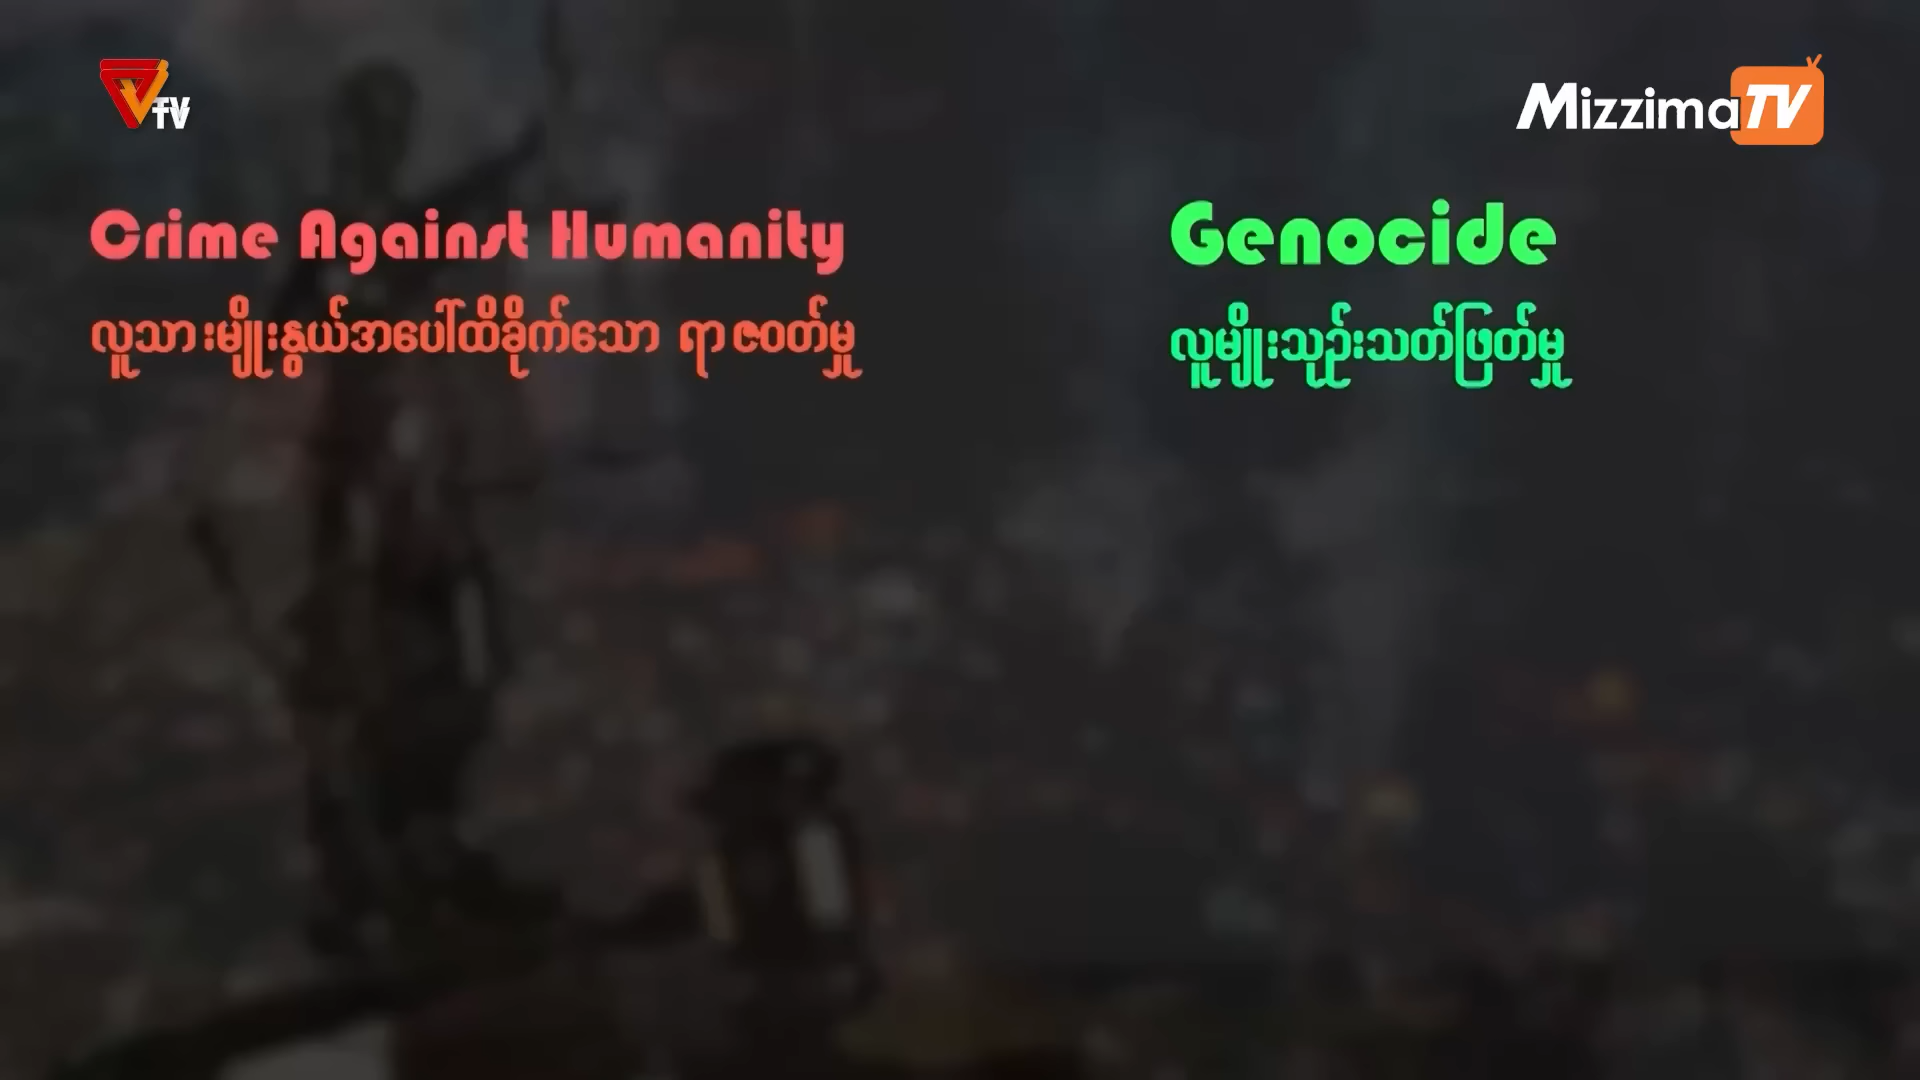 TV
MizzimaTV
Crime Against Humanity
Genocide
လူသားမျိုးနွယ်အပေါ်ထိခိုက်သော ရာဇဝတ်မှု
လူမျိုးသုဉ်းသတ်ဖြတ်မှု